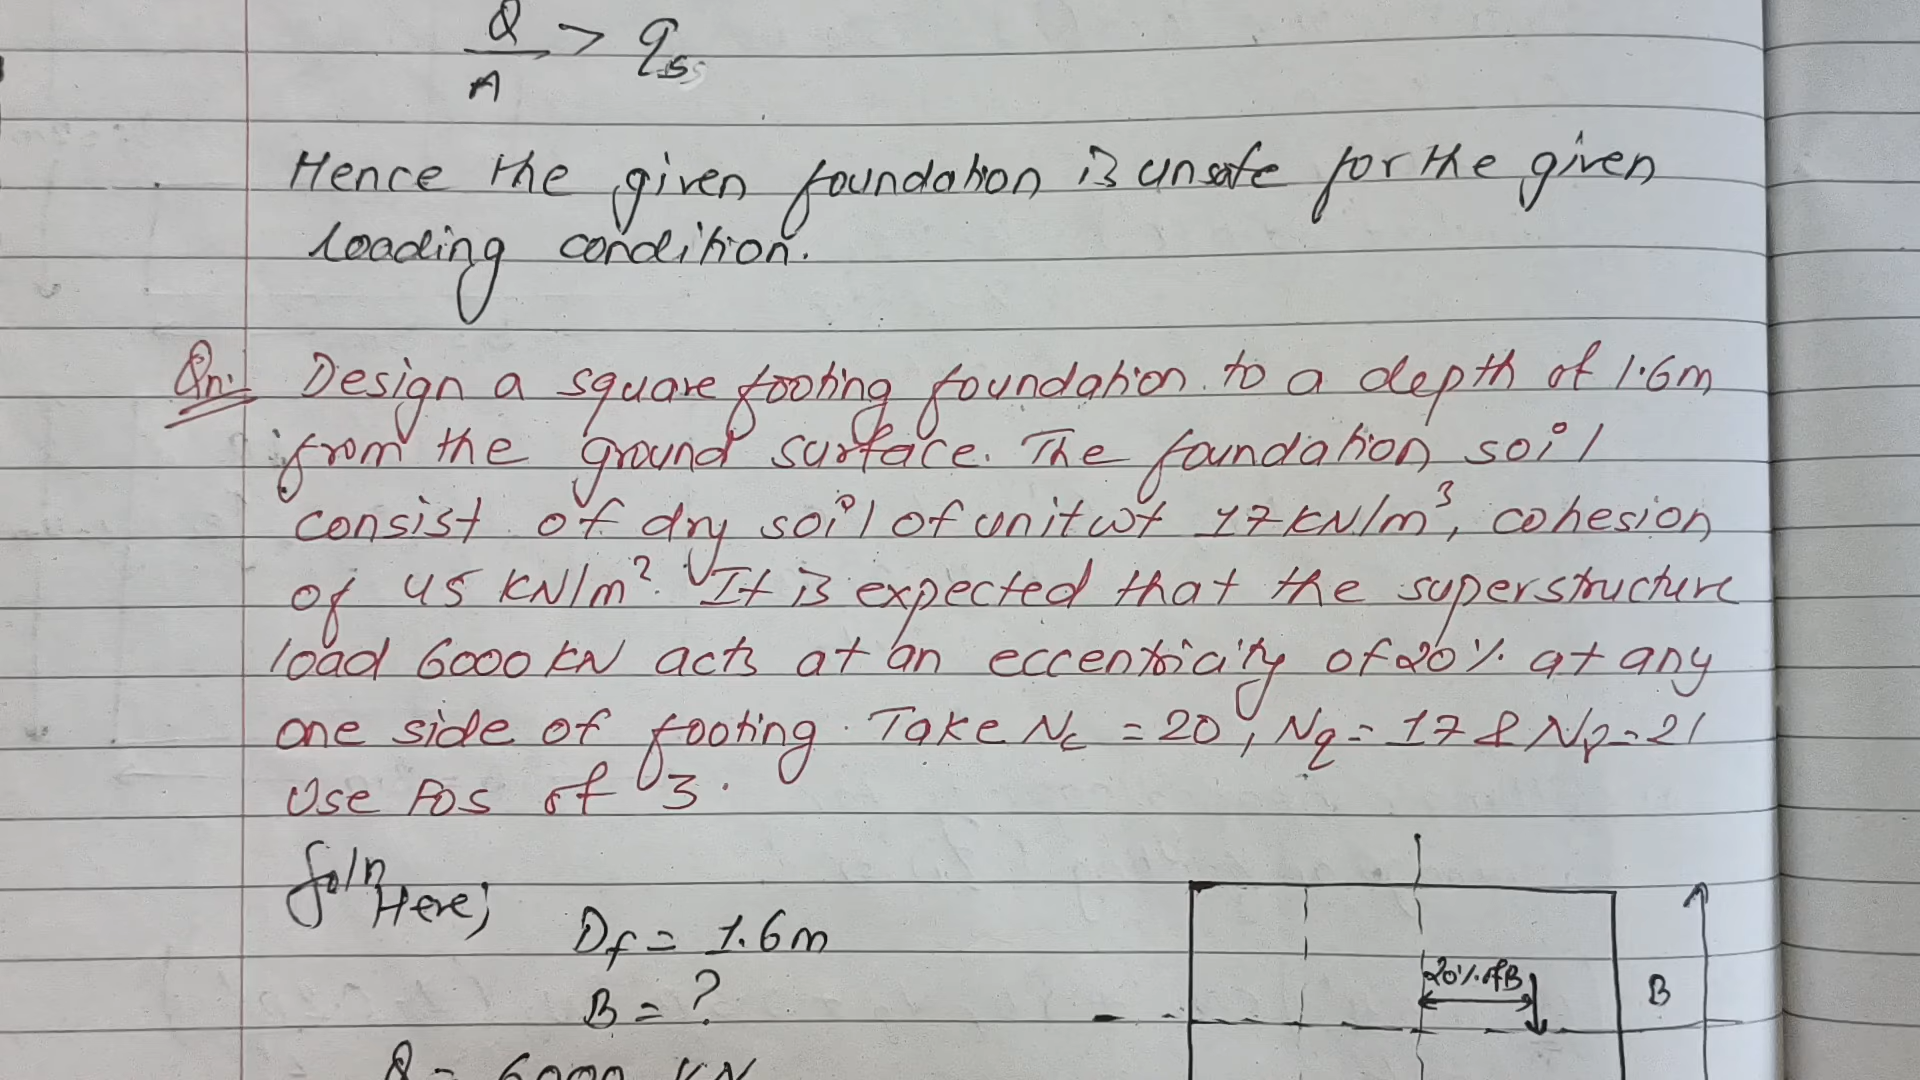 Q/A > qs
Hence the given foundation is unsafe for the given
loading condition.
Qn. Design a square footing foundation to a depth of 1.6m
from the ground surface. The foundation soil
consist of dry soil of unit wt 17 KN/m³, cohesion
of 45 KN/m². It is expected that the superstructure
load 6000 KN acts at an eccentricity of 20% at any
one side of footing. Take Nc = 20, Nq = 17 & Nγ = 21
Use FOS of 3.
Soln
Here;
Df = 1.6m
20% of B
B
B = ?
Q = 6000 KN